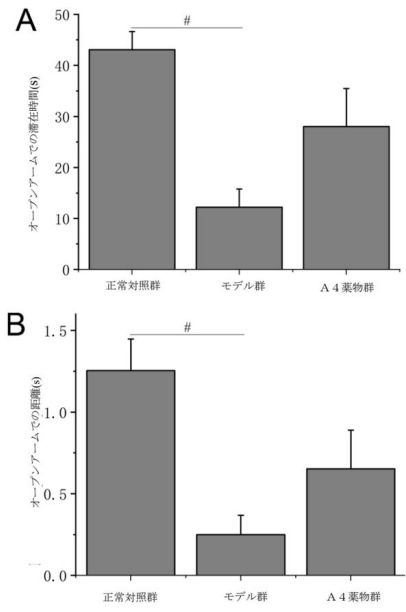 A
オープンアームでの滞在時間(s)
50
40
30
20
10
0
#
正常対照群
モデル群
A4薬物群
B
オープンアームでの距離(s)
1.5
1.0
0.5
0.0
#
正常対照群
モデル群
A4薬物群